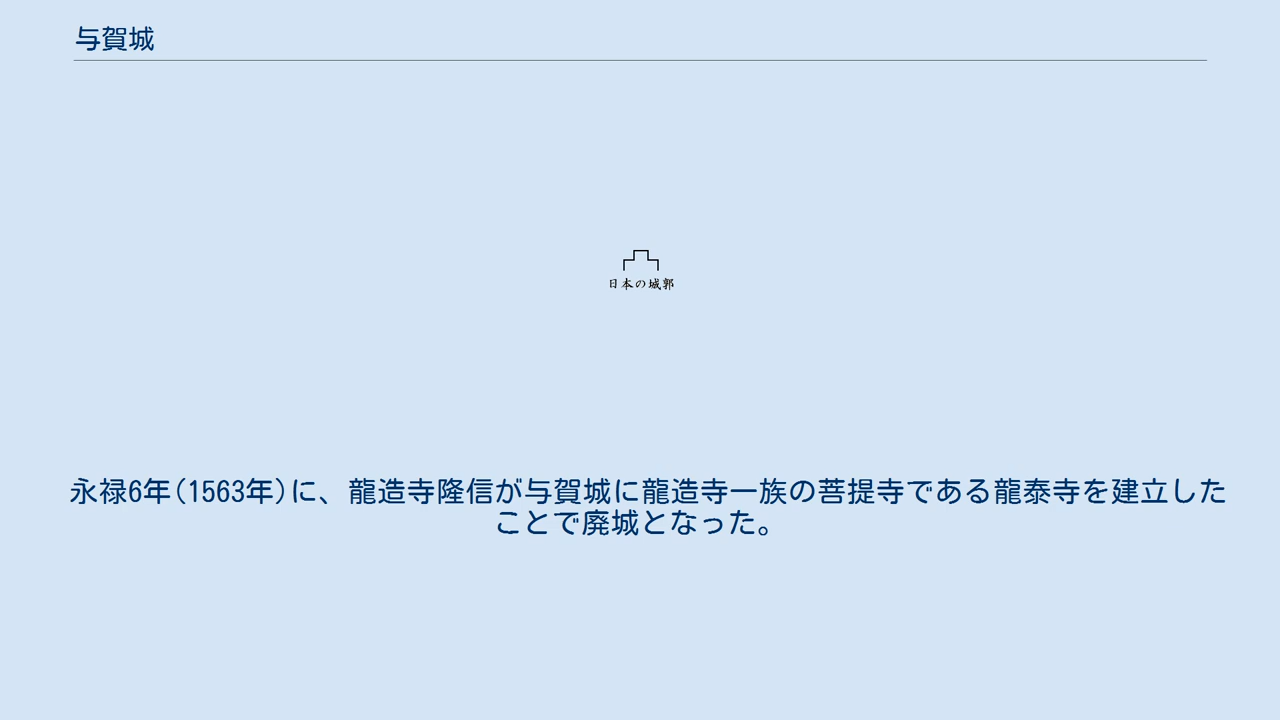 与賀城
日本の城郭
永禄6年(1563年)に、龍造寺隆信が与賀城に龍造寺一族の菩提寺である龍泰寺を建立した
ことで廃城となった。